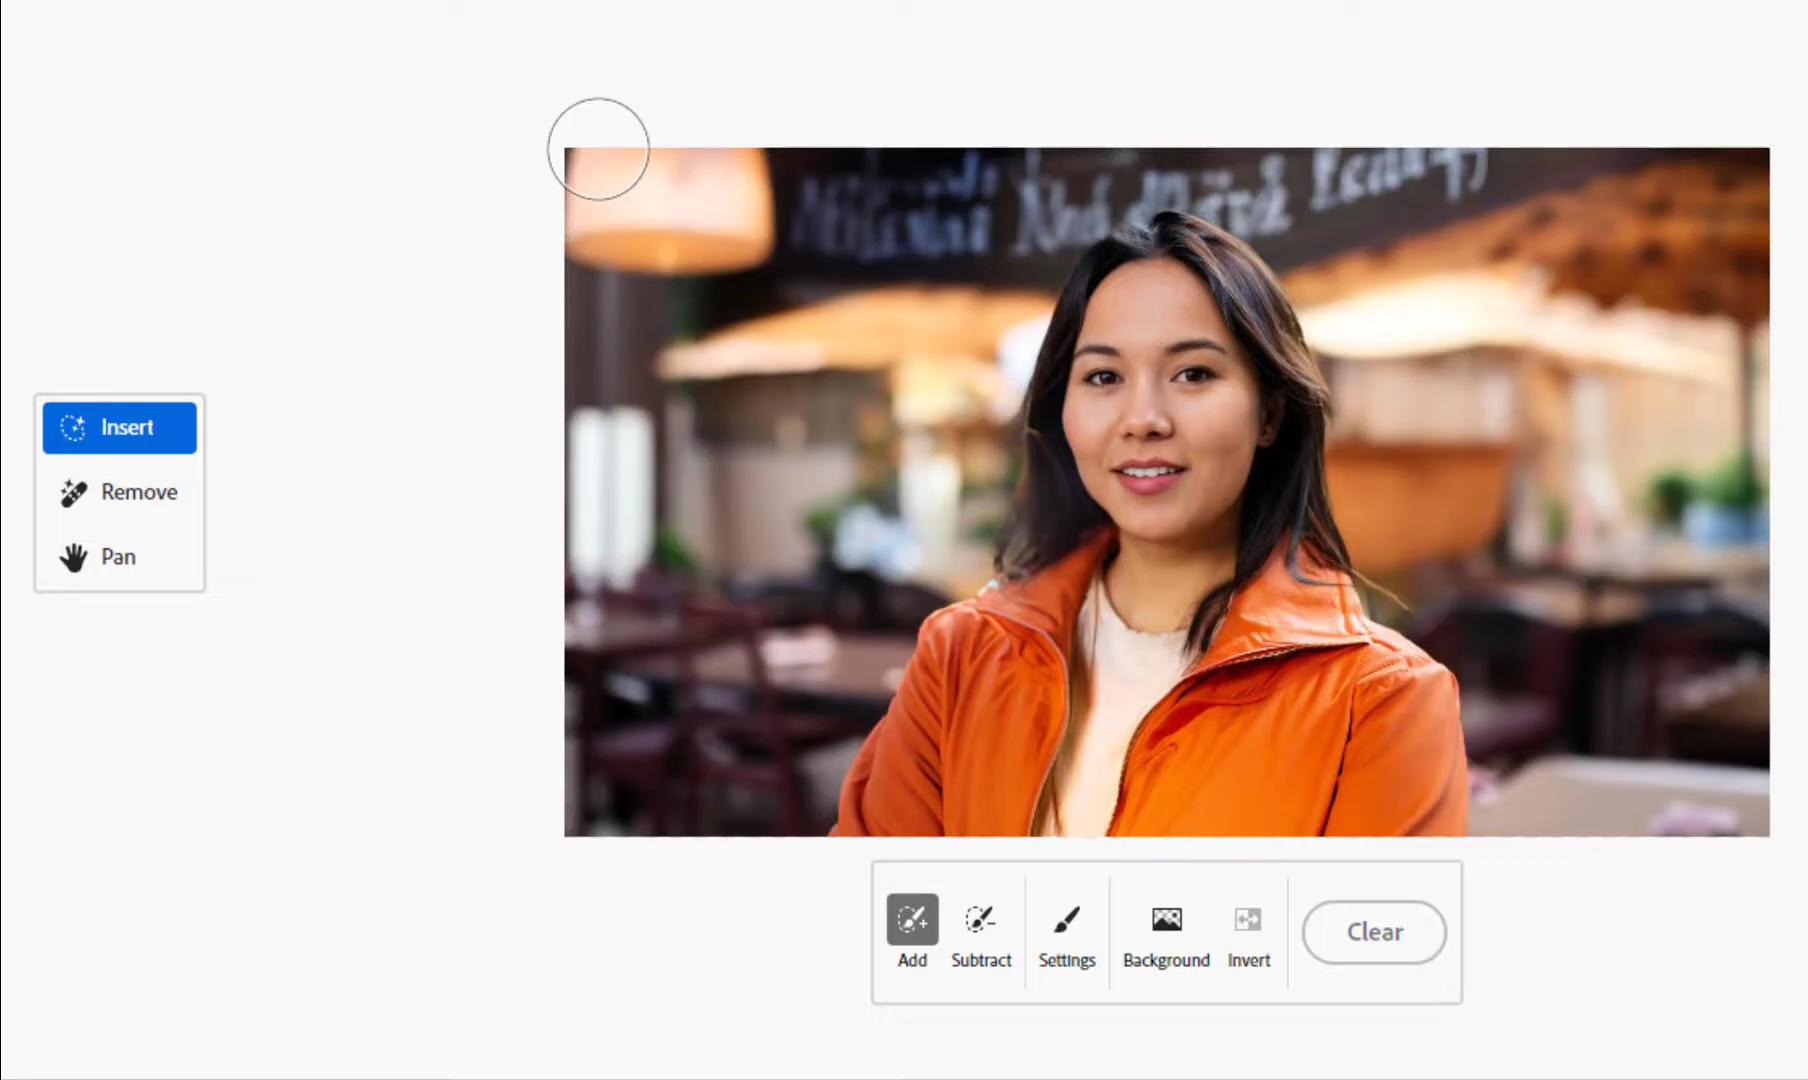 Insert
Remove
Pan
Add
Subtract
Settings
Background
Invert
Clear